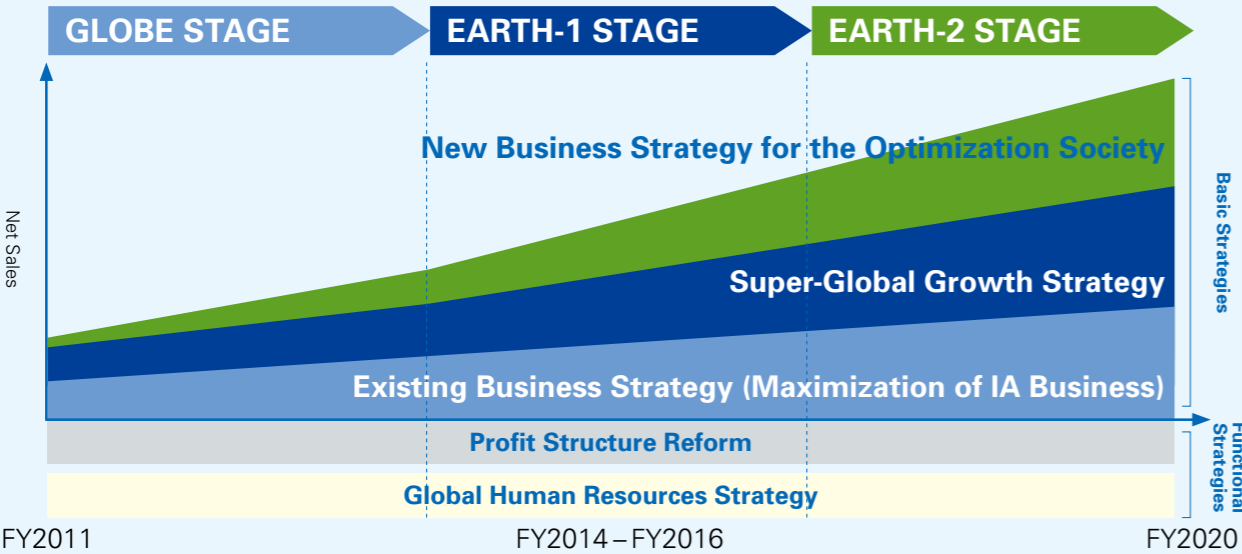 GLOBE STAGE
EARTH-1 STAGE
EARTH-2 STAGE
Net Sales
New Business Strategy for the Optimization Society
Super-Global Growth Strategy
Existing Business Strategy (Maximization of IA Business)
Basic Strategies
Profit Structure Reform
Global Human Resources Strategy
Functional
Strategies
FY2011
FY2014–FY2016
FY2020